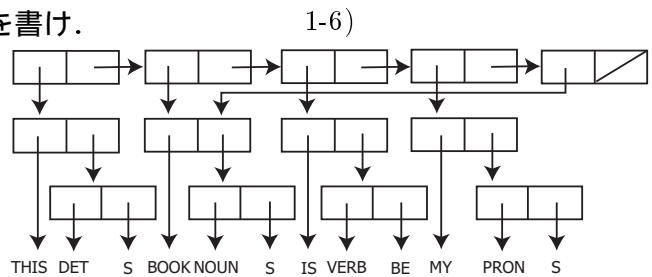 を書け.
1-6)
THIS DET S BOOK NOUN S IS VERB BE MY PRON S